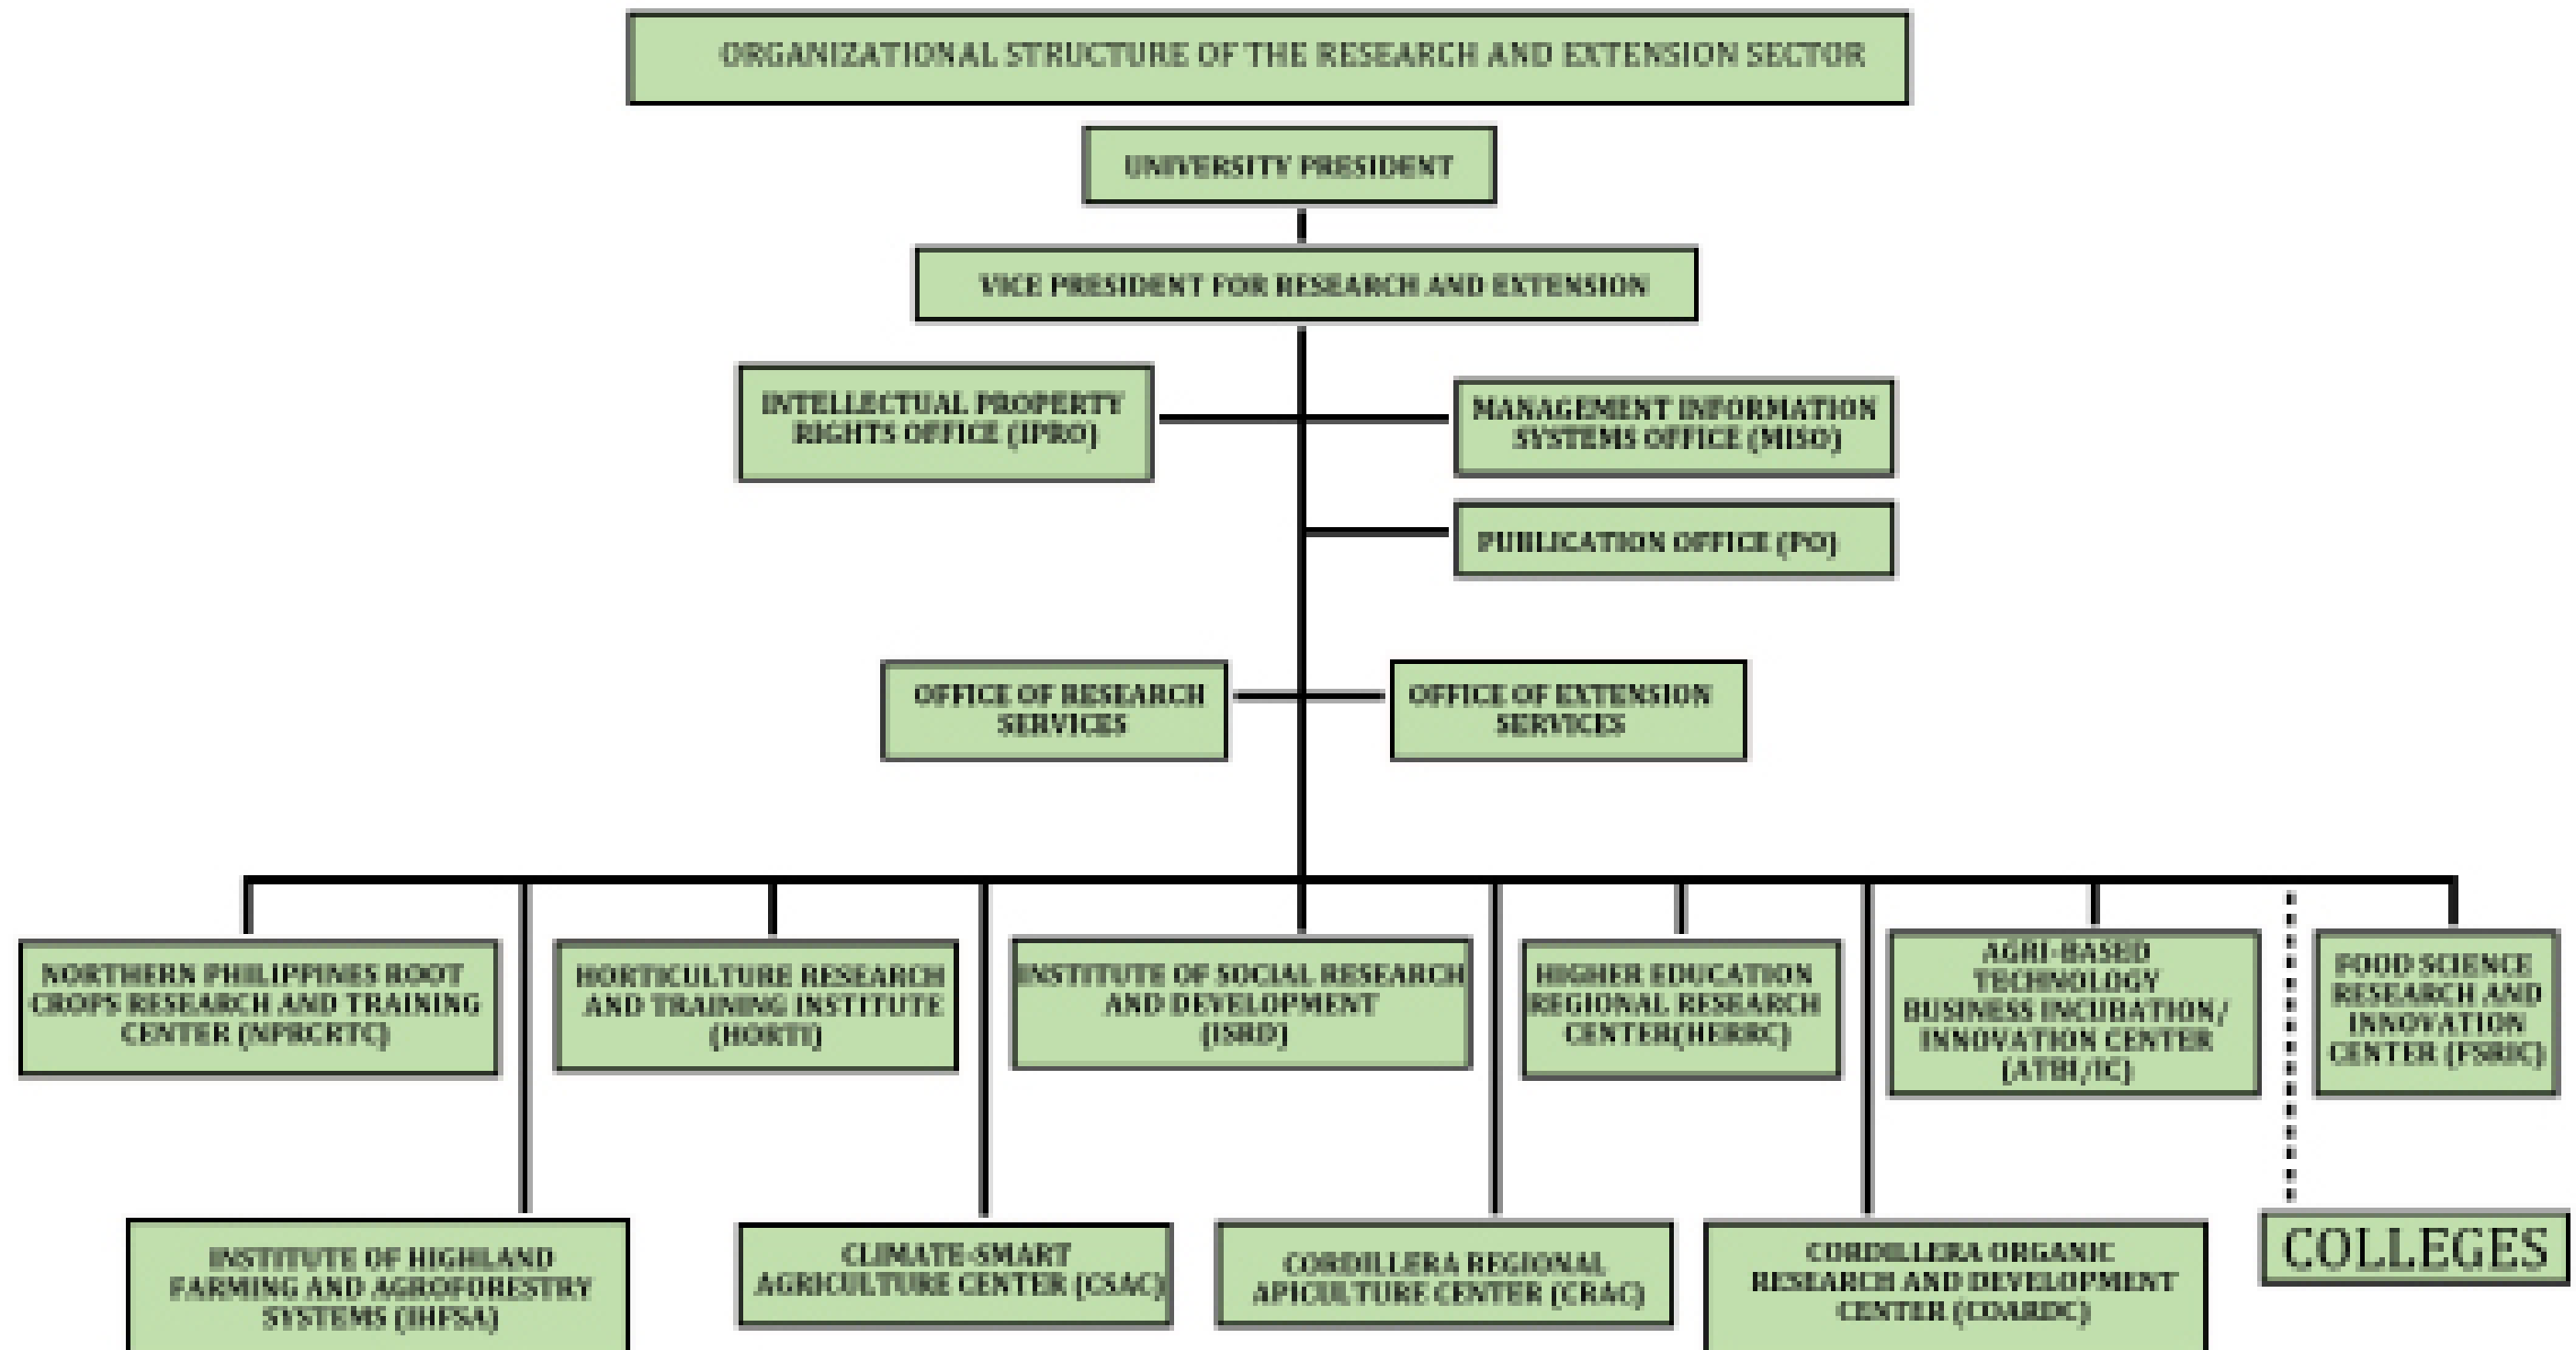 ORGANIZATIONAL STRUCTURE OF THE RESEARCH AND EXTENSION SECTOR
UNIVERSITY PRESIDENT
VICE PRESIDENT FOR RESEARCH AND EXTENSION
INTELLECTUAL PROPERTY
RIGHTS OFFICE (IPRO)
MANAGEMENT INFORMATION
SYSTEMS OFFICE (MISO)
PUBLICATION OFFICE (PO)
OFFICE OF RESEARCH
SERVICES
OFFICE OF EXTENSION
SERVICES
NORTHERN PHILIPPINES ROOT
CROPS RESEARCH AND TRAINING
CENTER (NPRCRTC)
HORTICULTURE RESEARCH
AND TRAINING INSTITUTE
(HORTI)
INSTITUTE OF SOCIAL RESEARCH
AND DEVELOPMENT
(ISRD)
HIGHER EDUCATION
REGIONAL RESEARCH
CENTER(HERRC)
AGRI-BASED
TECHNOLOGY
BUSINESS INCUBATION/
INNOVATION CENTER
(ATBI/IC)
FOOD SCIENCE
RESEARCH AND
INNOVATION
CENTER (FSRIC)
INSTITUTE OF HIGHLAND
FARMING AND AGROFORESTRY
SYSTEMS (IHFSA)
CLIMATE-SMART
AGRICULTURE CENTER (CSAC)
CORDILLERA REGIONAL
APICULTURE CENTER (CRAC)
CORDILLERA ORGANIC
RESEARCH AND DEVELOPMENT
CENTER (COARDC)
COLLEGES